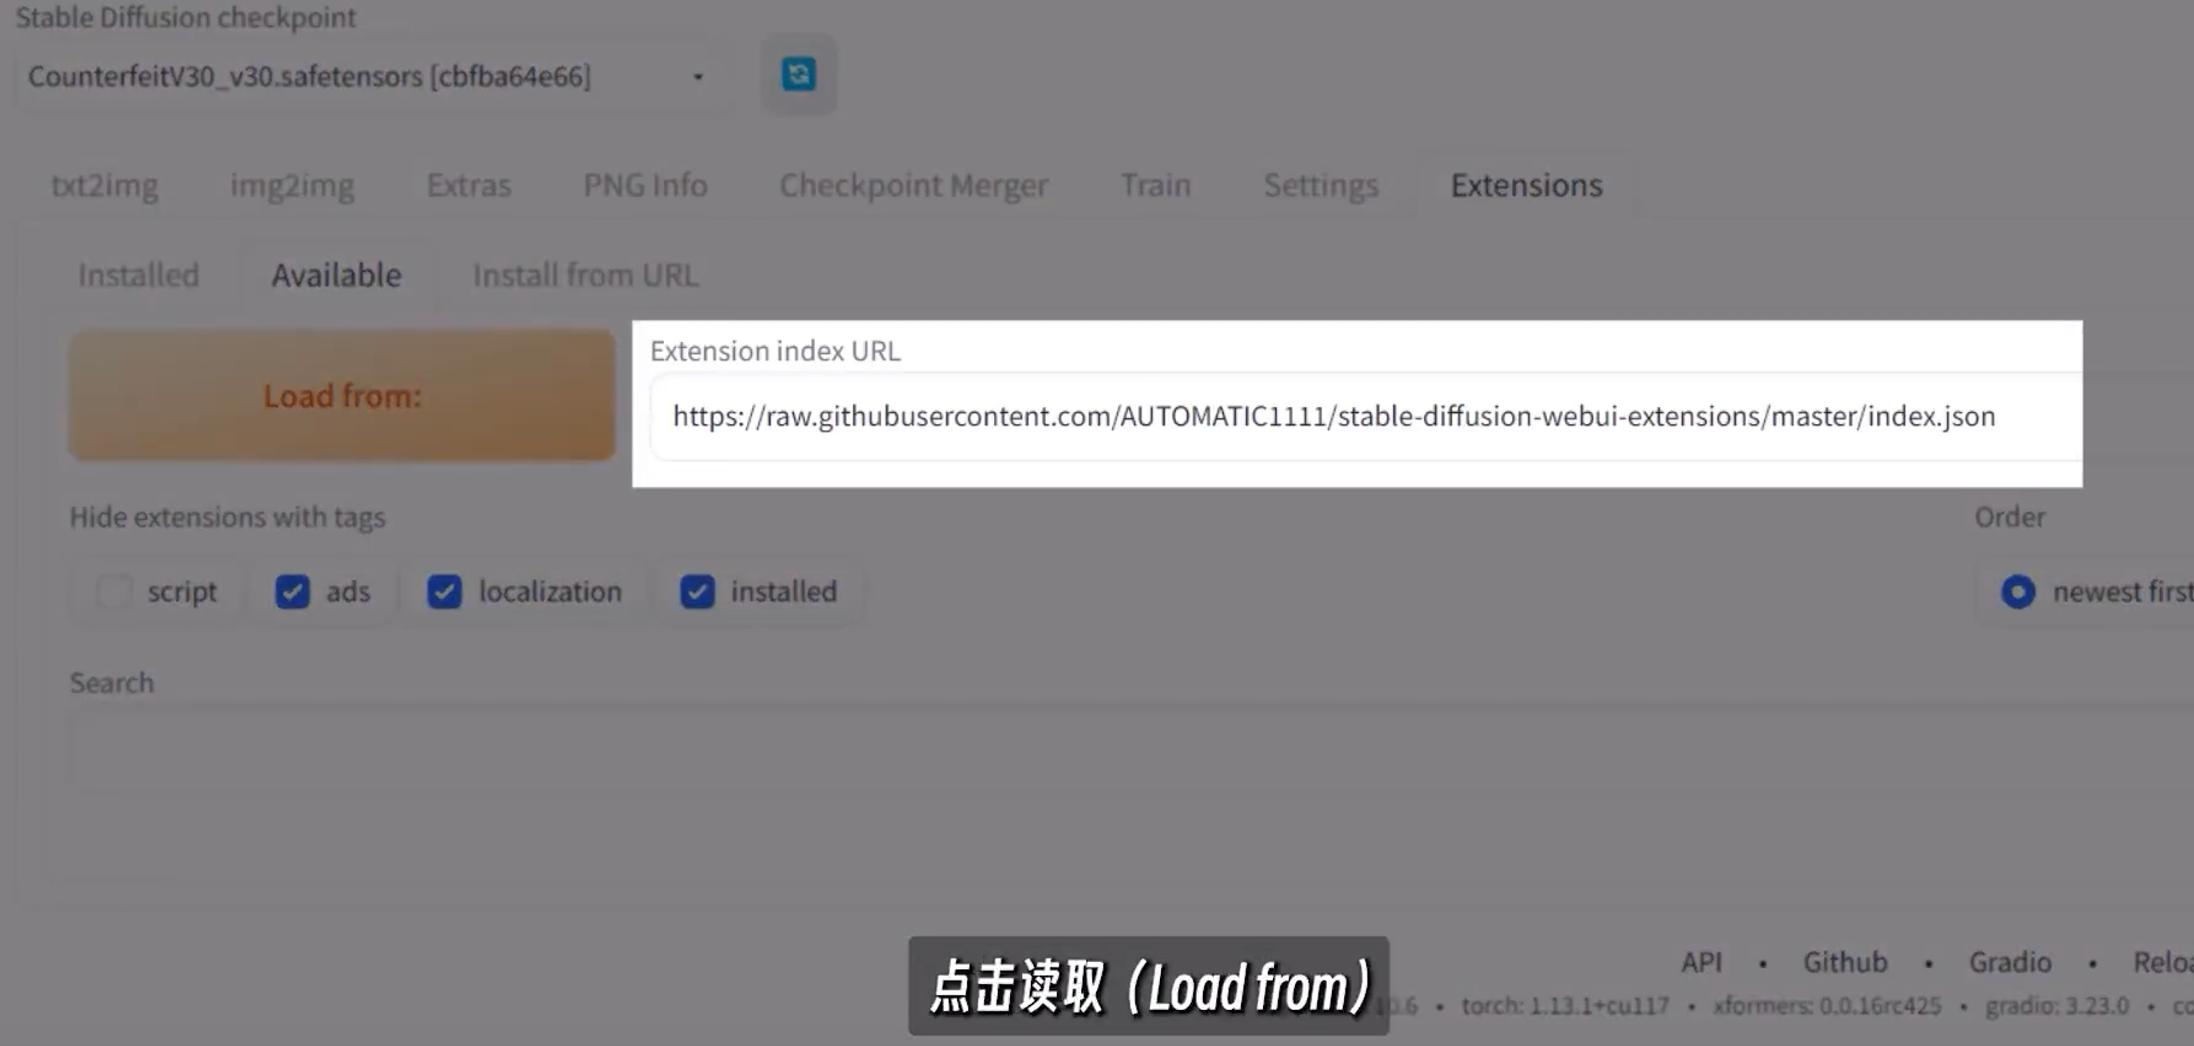 Stable Diffusion checkpoint
CounterfeitV30_v30.safetensors [cbfba64e66]
txt2img img2img Extras PNG Info Checkpoint Merger Train Settings Extensions
Installed Available Install from URL
Load from:
Extension index URL
https://raw.githubusercontent.com/AUTOMATIC1111/stable-diffusion-webui-extensions/master/index.json
Hide extensions with tags
Order
script ads localization installed
newest first
Search
API • Github • Gradio • Reloa
点击读取（Load from）
10.6 • torch: 1.13.1+cu117 • xformers: 0.0.16rc425 • gradio: 3.23.0 •